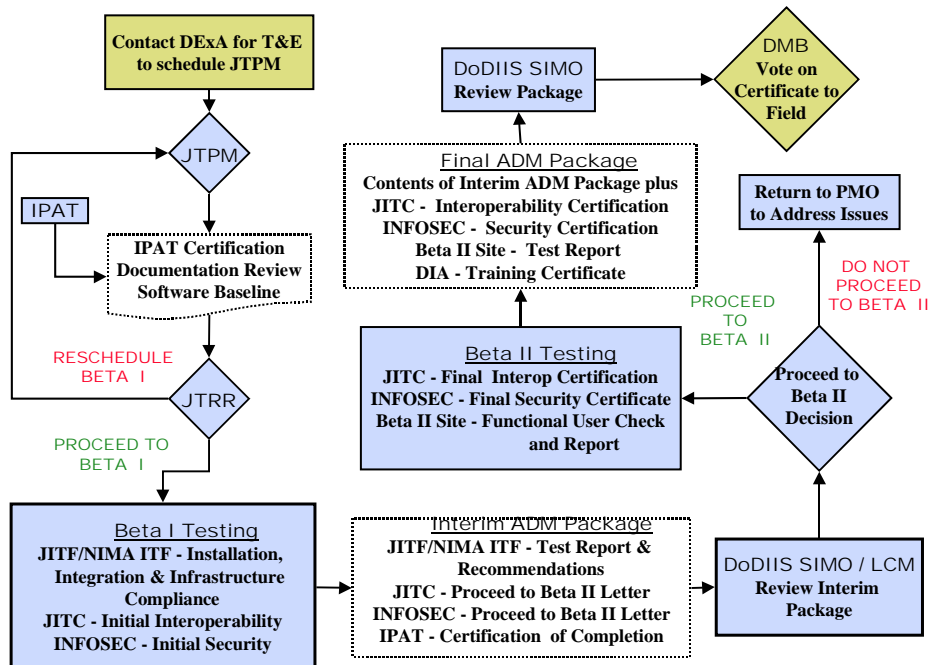 Contact DExA for T&E
to schedule JTPM
JTPM
IPAT
IPAT Certification
Documentation Review
Software Baseline
RESCHEDULE
BETA I
JTRR
PROCEED TO
BETA I
Beta I Testing
JITF/NIMA ITF - Installation,
Integration & Infrastructure
Compliance
JITC - Initial Interoperability
INFOSEC - Initial Security
Interim ADM Package
JITF/NIMA ITF - Test Report &
Recommendations
JITC - Proceed to Beta II Letter
INFOSEC - Proceed to Beta II Letter
IPAT - Certification of Completion
DoDIIS SIMO / LCM
Review Interim
Package
Proceed to
Beta II
Decision
DO NOT
PROCEED
TO BETA II
Return to PMO
to Address Issues
PROCEED
TO
BETA II
Beta II Testing
JITC - Final Interop Certification
INFOSEC - Final Security Certificate
Beta II Site - Functional User Check
and Report
Final ADM Package
Contents of Interim ADM Package plus
JITC - Interoperability Certification
INFOSEC - Security Certification
Beta II Site - Test Report
DIA - Training Certificate
DoDIIS SIMO
Review Package
DMB
Vote on
Certificate to
Field